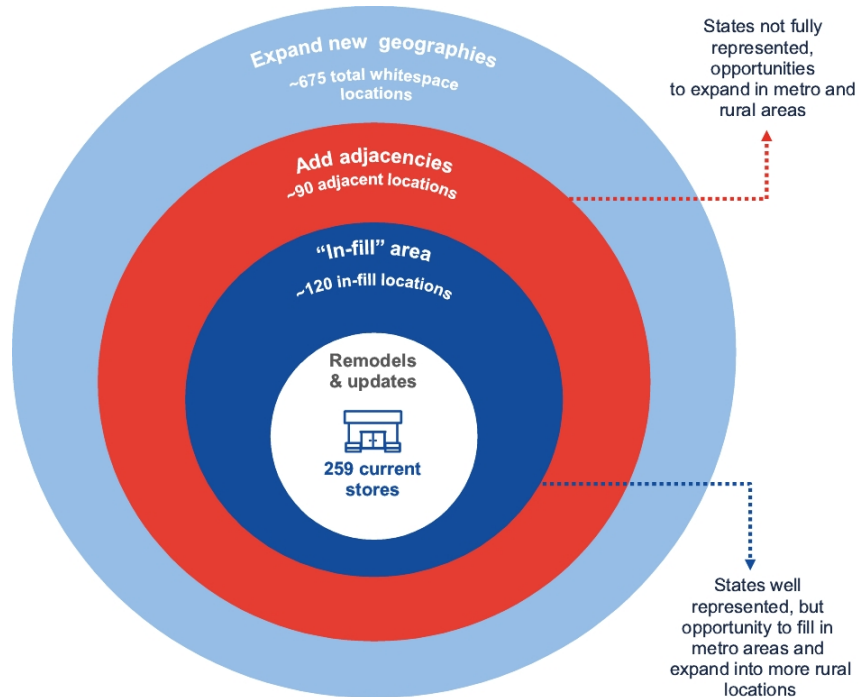 Expand new geographies
~675 total whitespace
locations
Add adjacencies
~90 adjacent locations
“In-fill” area
~120 in-fill locations
Remodels
& updates
259 current
stores
States not fully
represented,
opportunities
to expand in metro and
rural areas
States well
represented, but
opportunity to fill in
metro areas and
expand into more rural
locations